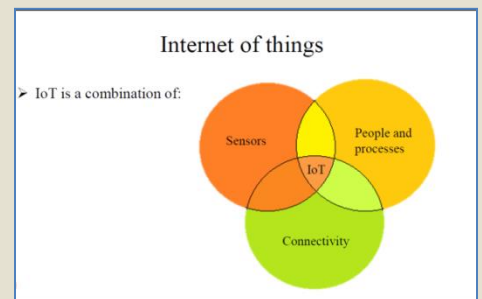 Internet of things
➤ IoT is a combination of:
Sensors
People and
processes
IoT
Connectivity